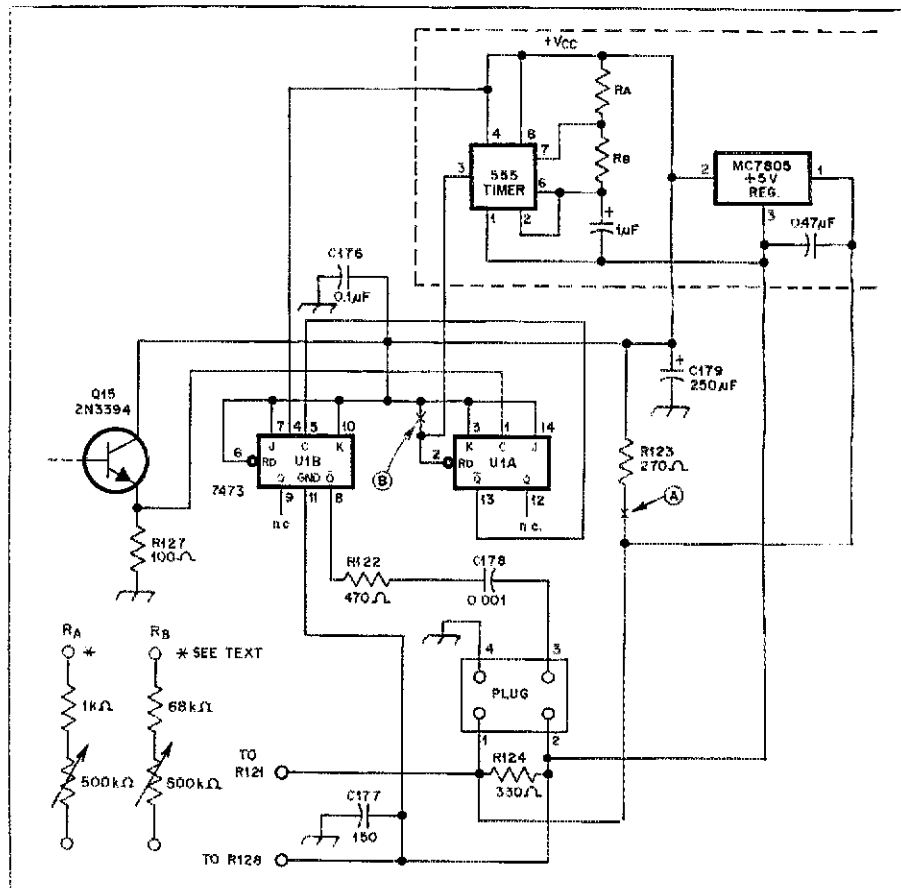 +VCC
RA
4
8
7
3
555
TIMER
RB
6
1
2
+
1µF
2
MC7805
+5V
REG.
1
3
0.47µF
C176
0.1µF
+
C179
250µF
Q15
2N3394
7
4
5
10
3
1
14
J
C
K
K
C
J
6
RD
U1B
2
RD
U1A
Q
GND
Q̄
Q̄
Q
7473
9
11
8
13
12
B
n c
n c.
R123
270Ω
A
R127
100Ω
R122
470Ω
C178
0.001
RA
*
RB
* SEE TEXT
4
3
PLUG
1kΩ
68kΩ
1
2
TO
R121
R124
330Ω
500kΩ
500kΩ
C177
150
TO R128